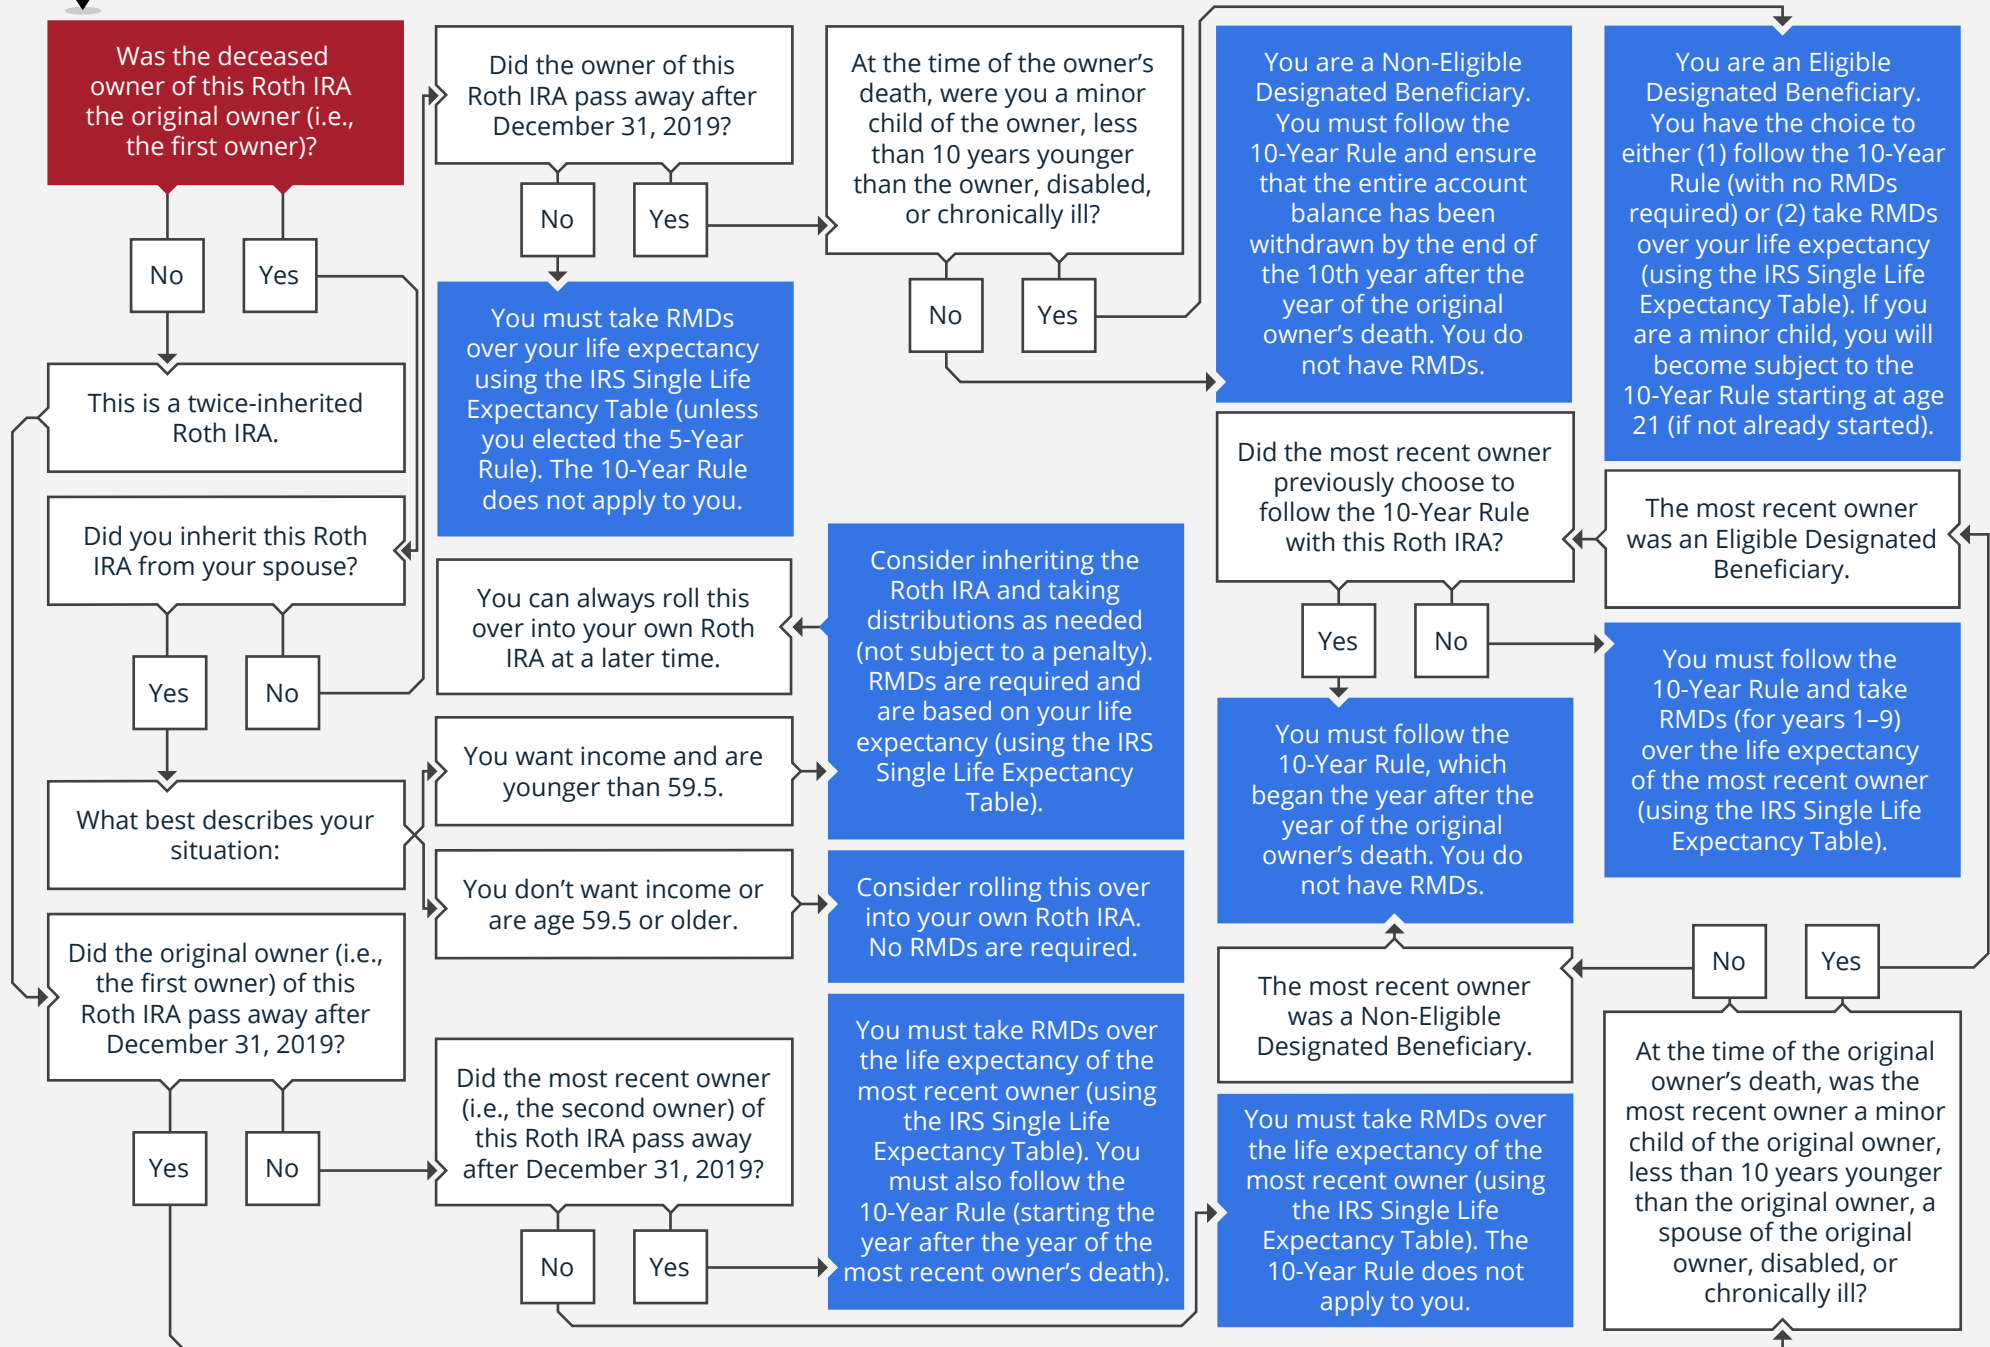 Was the deceased
owner of this Roth IRA
the original owner (i.e.,
the first owner)?
No
Yes
This is a twice-inherited
Roth IRA.
Did you inherit this Roth
IRA from your spouse?
Yes
No
What best describes your
situation:
Did the original owner (i.e.,
the first owner) of this
Roth IRA pass away after
December 31, 2019?
Yes
No
Did the owner of this
Roth IRA pass away after
December 31, 2019?
No
Yes
You must take RMDs
over your life expectancy
using the IRS Single Life
Expectancy Table (unless
you elected the 5-Year
Rule). The 10-Year Rule
does not apply to you.
You can always roll this
over into your own Roth
IRA at a later time.
You want income and are
younger than 59.5.
You don’t want income or
are age 59.5 or older.
Did the most recent owner
(i.e., the second owner) of
this Roth IRA pass away
after December 31, 2019?
No
Yes
At the time of the owner’s
death, were you a minor
child of the owner, less
than 10 years younger
than the owner, disabled,
or chronically ill?
No
Yes
Consider inheriting the
Roth IRA and taking
distributions as needed
(not subject to a penalty).
RMDs are required and
are based on your life
expectancy (using the IRS
Single Life Expectancy
Table).
Consider rolling this over
into your own Roth IRA.
No RMDs are required.
You must take RMDs over
the life expectancy of the
most recent owner (using
the IRS Single Life
Expectancy Table). You
must also follow the
10-Year Rule (starting the
year after the year of the
most recent owner’s death).
You are a Non-Eligible
Designated Beneficiary.
You must follow the
10-Year Rule and ensure
that the entire account
balance has been
withdrawn by the end of
the 10th year after the
year of the original
owner’s death. You do
not have RMDs.
Did the most recent owner
previously choose to
follow the 10-Year Rule
with this Roth IRA?
Yes
No
You must follow the
10-Year Rule, which
began the year after the
year of the original
owner’s death. You do
not have RMDs.
The most recent owner
was a Non-Eligible
Designated Beneficiary.
You must take RMDs over
the life expectancy of the
most recent owner (using
the IRS Single Life
Expectancy Table). The
10-Year Rule does not
apply to you.
You are an Eligible
Designated Beneficiary.
You have the choice to
either (1) follow the 10-Year
Rule (with no RMDs
required) or (2) take RMDs
over your life expectancy
(using the IRS Single Life
Expectancy Table). If you
are a minor child, you will
become subject to the
10-Year Rule starting at age
21 (if not already started).
The most recent owner
was an Eligible Designated
Beneficiary.
You must follow the
10-Year Rule and take
RMDs (for years 1–9)
over the life expectancy
of the most recent owner
(using the IRS Single Life
Expectancy Table).
No
Yes
At the time of the original
owner’s death, was the
most recent owner a minor
child of the original owner,
less than 10 years younger
than the original owner, a
spouse of the original
owner, disabled, or
chronically ill?